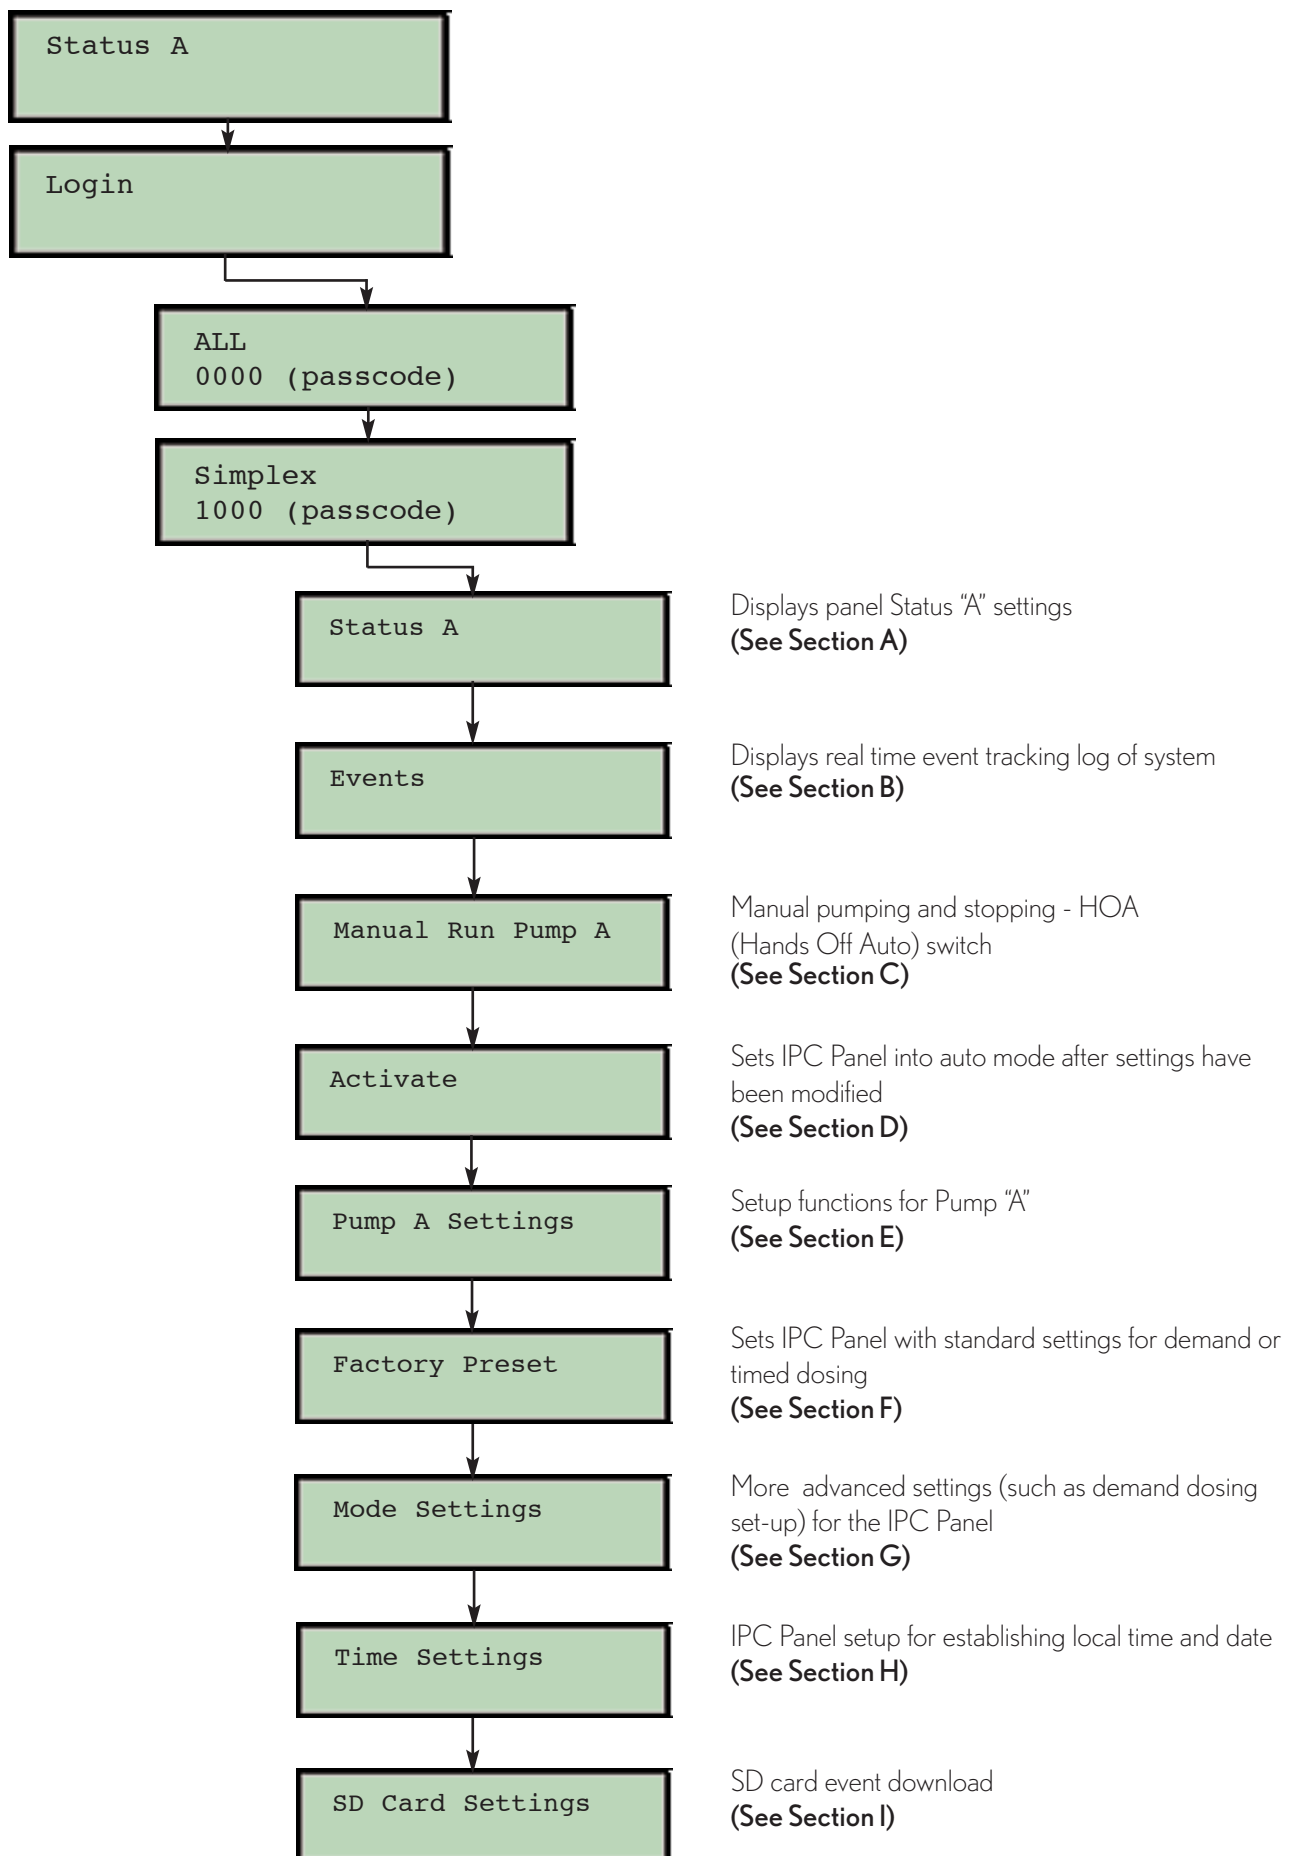 Status A
Login
ALL
0000 (passcode)
Simplex
1000 (passcode)
Status A
Displays panel Status “A” settings
(See Section A)
Events
Displays real time event tracking log of system
(See Section B)
Manual Run Pump A
Manual pumping and stopping - HOA
(Hands Off Auto) switch
(See Section C)
Activate
Sets IPC Panel into auto mode after settings have
been modified
(See Section D)
Pump A Settings
Setup functions for Pump “A”
(See Section E)
Factory Preset
Sets IPC Panel with standard settings for demand or
timed dosing
(See Section F)
Mode Settings
More advanced settings (such as demand dosing
set-up) for the IPC Panel
(See Section G)
Time Settings
IPC Panel setup for establishing local time and date
(See Section H)
SD Card Settings
SD card event download
(See Section I)